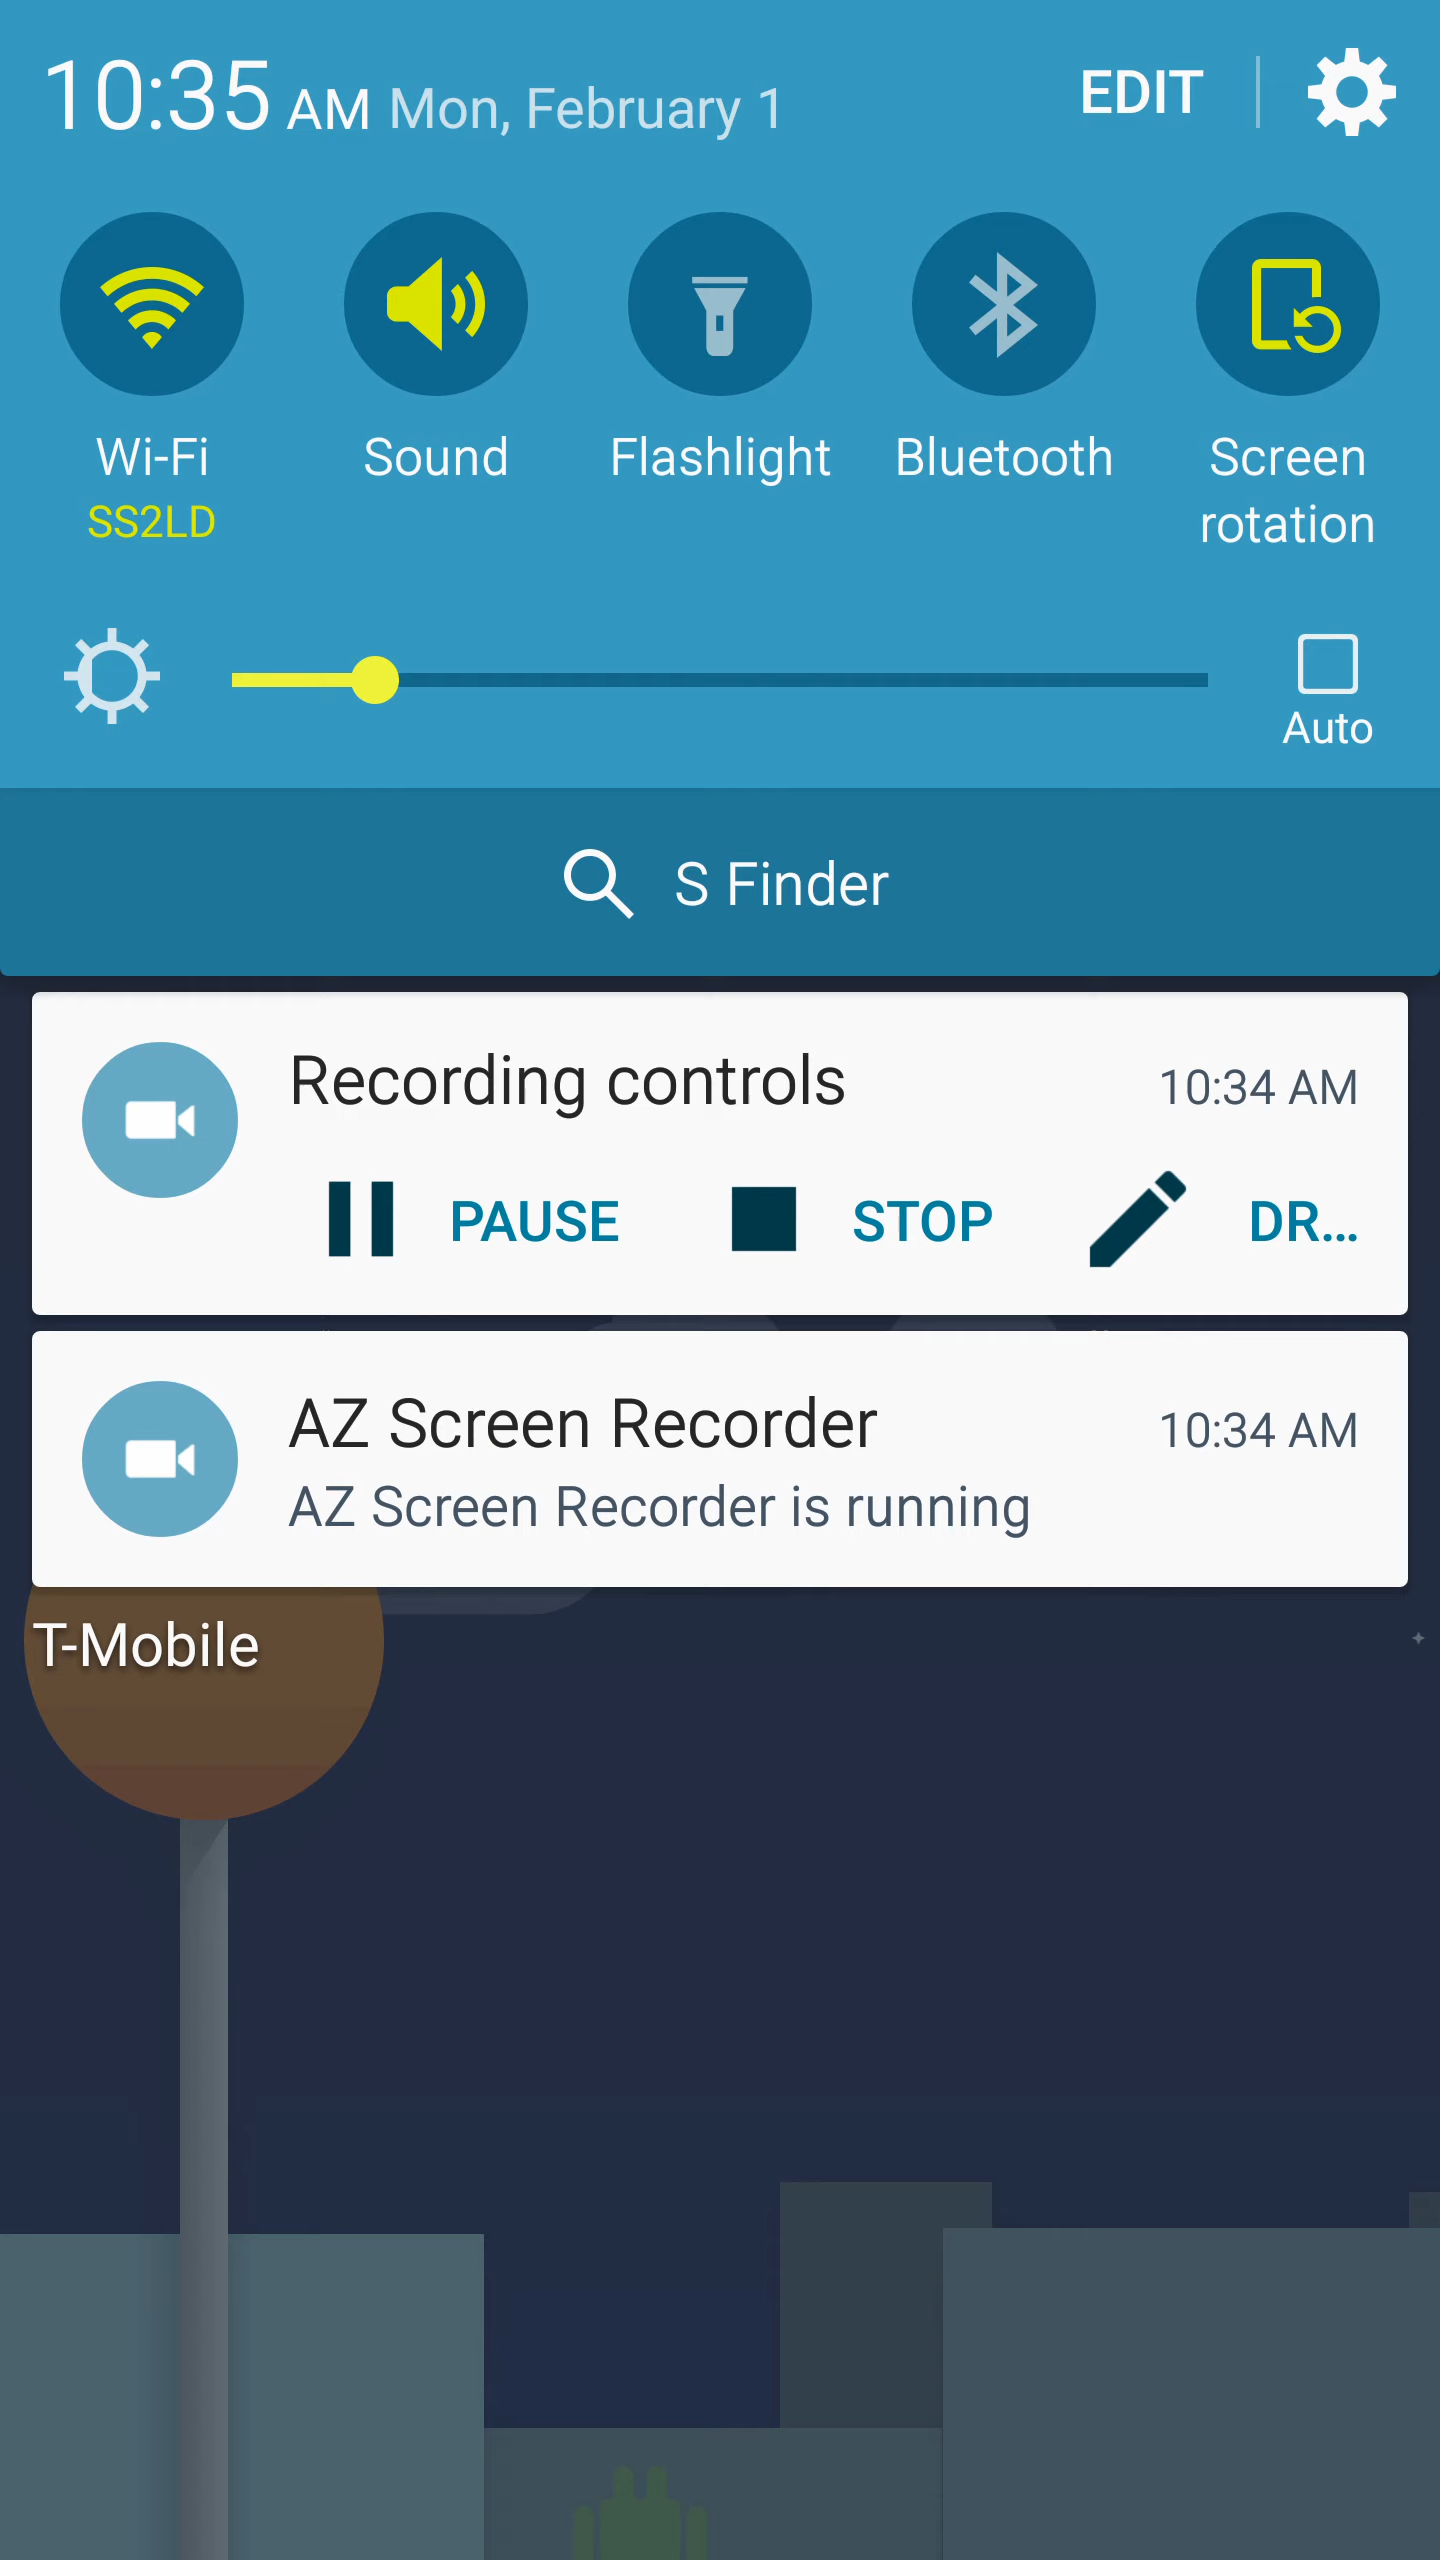 10:35 AM Mon, February 1 EDIT
Wi-Fi Sound Flashlight Bluetooth Screen
SS2LD rotation
Auto
S Finder
Recording controls 10:34 AM
PAUSE STOP DR...
AZ Screen Recorder 10:34 AM
AZ Screen Recorder is running
T-Mobile